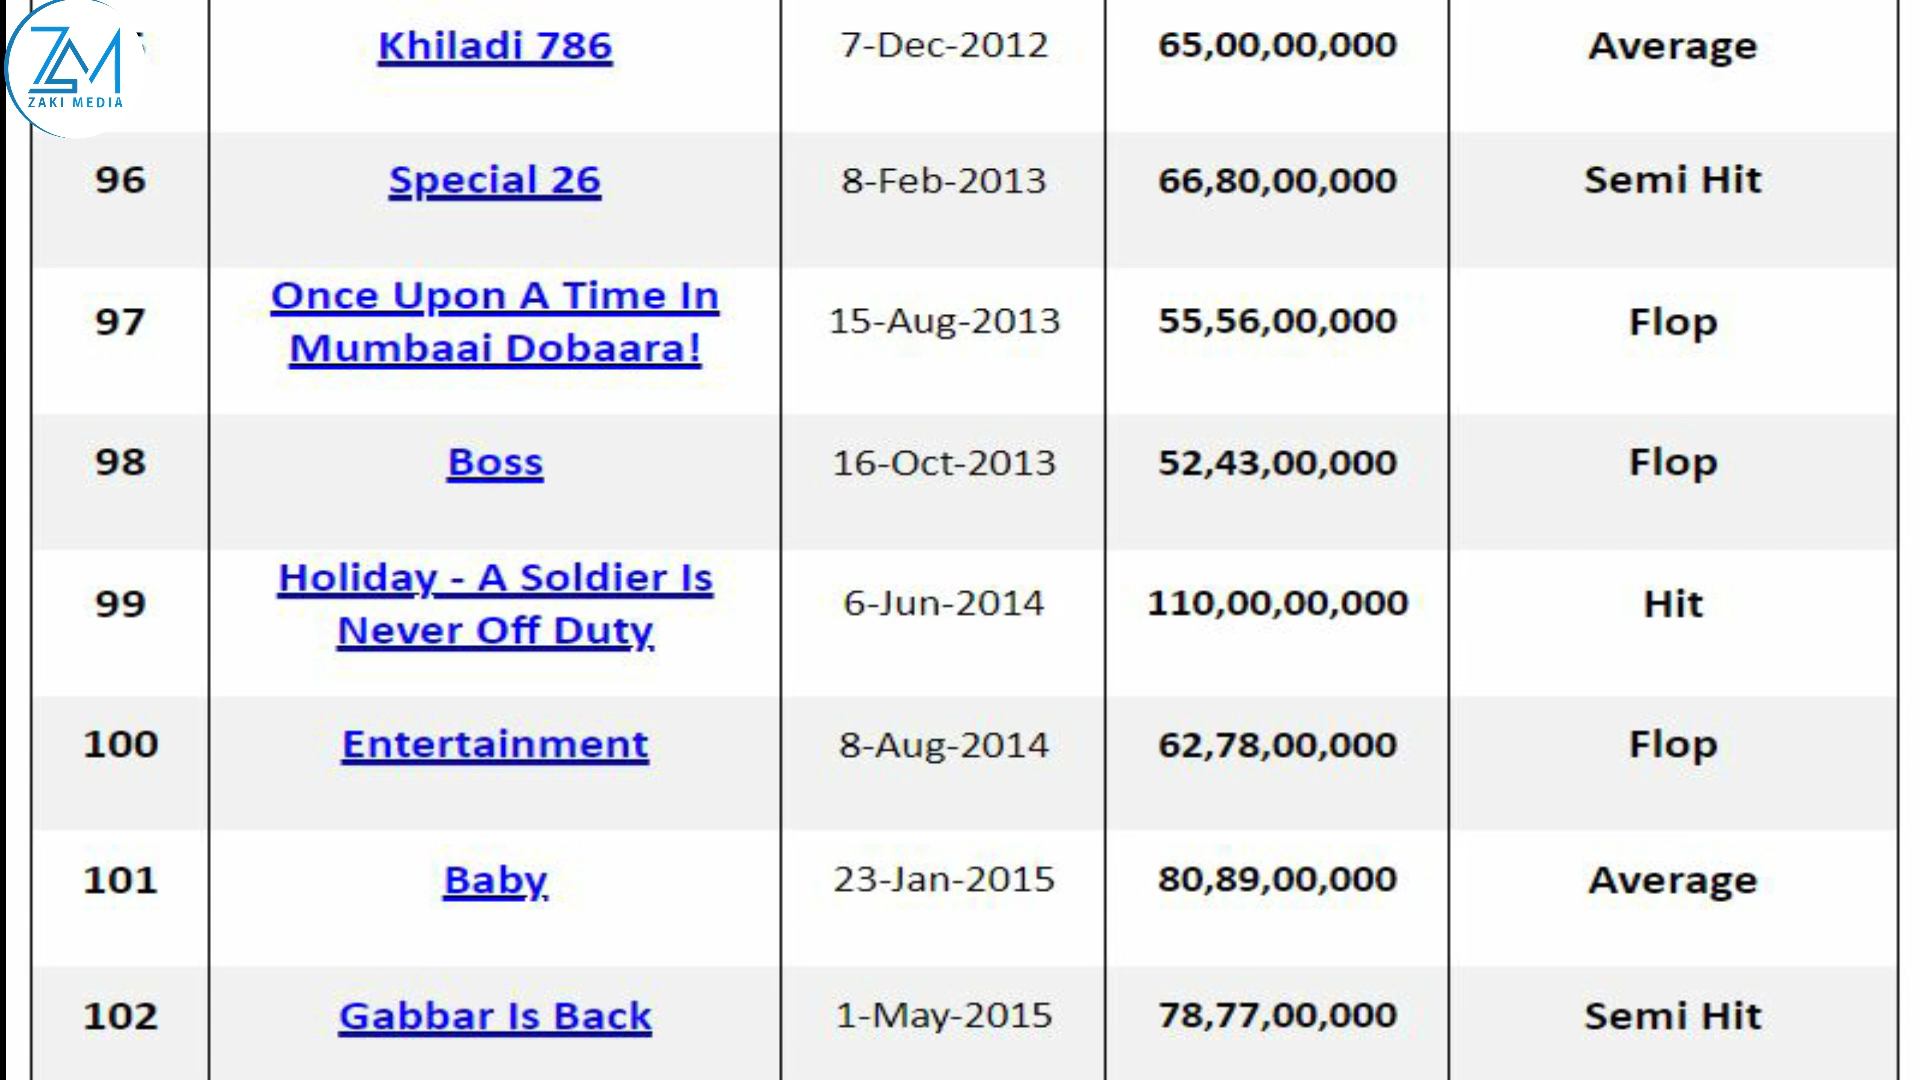 ZM
ZAKI MEDIA
Khiladi 786 7-Dec-2012 65,00,00,000 Average
96 Special 26 8-Feb-2013 66,80,00,000 Semi Hit
97 Once Upon A Time In Mumbaai Dobaara! 15-Aug-2013 55,56,00,000 Flop
98 Boss 16-Oct-2013 52,43,00,000 Flop
99 Holiday - A Soldier Is Never Off Duty 6-Jun-2014 110,00,00,000 Hit
100 Entertainment 8-Aug-2014 62,78,00,000 Flop
101 Baby 23-Jan-2015 80,89,00,000 Average
102 Gabbar Is Back 1-May-2015 78,77,00,000 Semi Hit